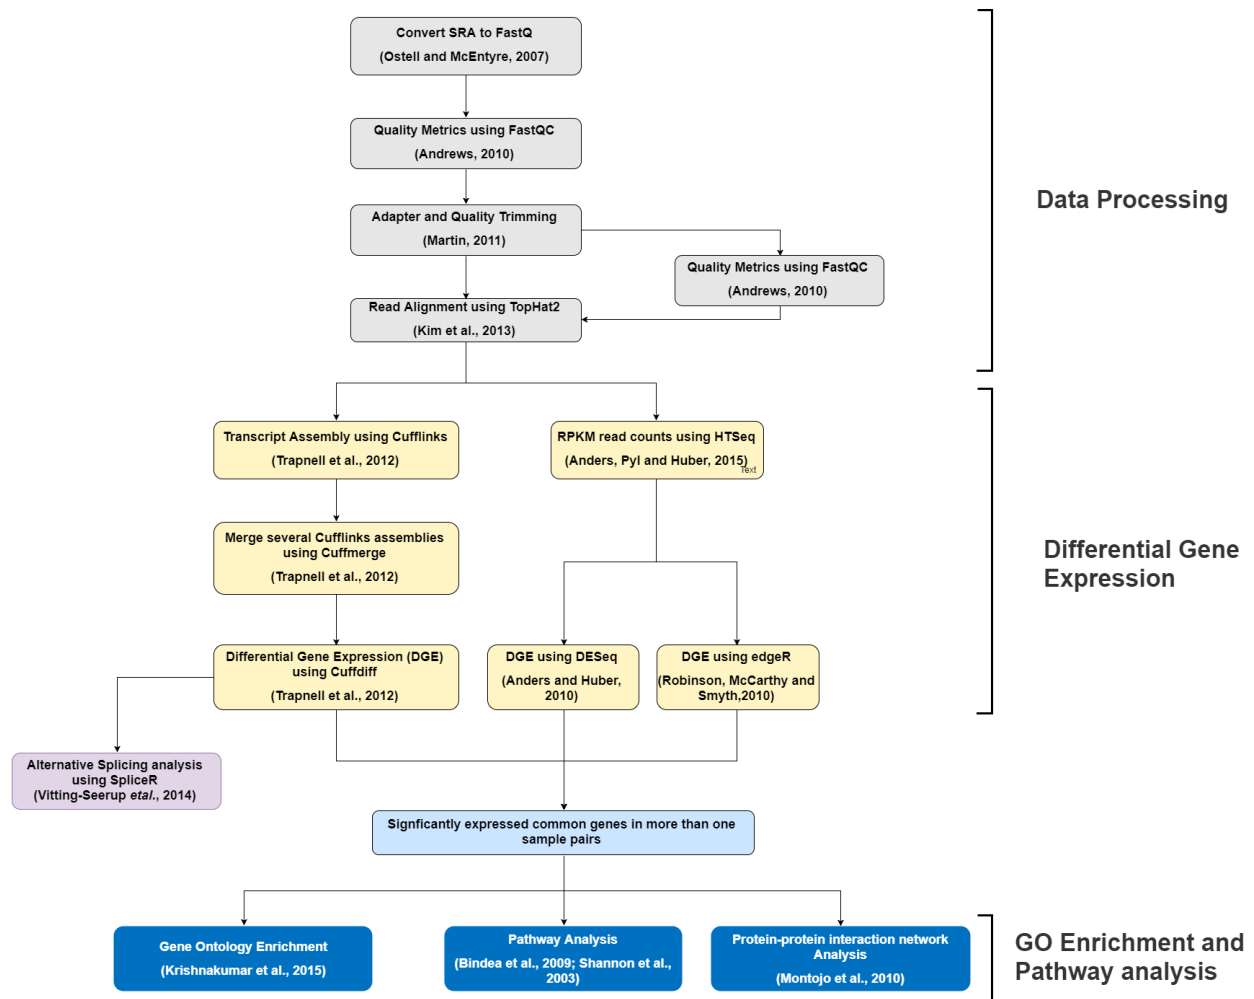 Convert SRA to FastQ
(Ostell and McEntyre, 2007)
Quality Metrics using FastQC
(Andrews, 2010)
Data Processing
Adapter and Quality Trimming
(Martin, 2011)
Quality Metrics using FastQC
(Andrews, 2010)
Read Alignment using TopHat2
(Kim et al., 2013)
Transcript Assembly using Cufflinks
(Trapnell et al., 2012)
RPKM read counts using HTSeq
(Anders, Pyl and Huber, 2015)
Text
Merge several Cufflinks assemblies
using Cuffmerge
(Trapnell et al., 2012)
Differential Gene
Expression
Differential Gene Expression (DGE)
using Cuffdiff
(Trapnell et al., 2012)
DGE using DESeq
(Anders and Huber,
2010)
DGE using edgeR
(Robinson, McCarthy and
Smyth,2010)
Alternative Splicing analysis
using SpliceR
(Vitting-Seerup etal., 2014)
Signficantly expressed common genes in more than one
sample pairs
Gene Ontology Enrichment
(Krishnakumar et al., 2015)
Pathway Analysis
(Bindea et al., 2009; Shannon et al.,
2003)
Protein-protein interaction network
Analysis
(Montojo et al., 2010)
GO Enrichment and
Pathway analysis